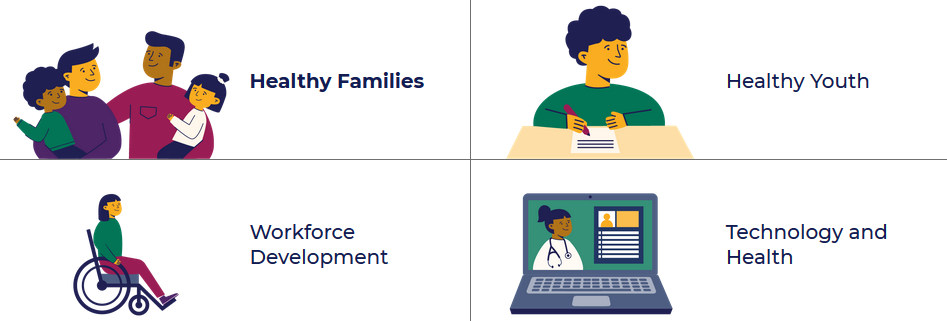 Healthy Families
Healthy Youth
Workforce
Development
Technology and
Health